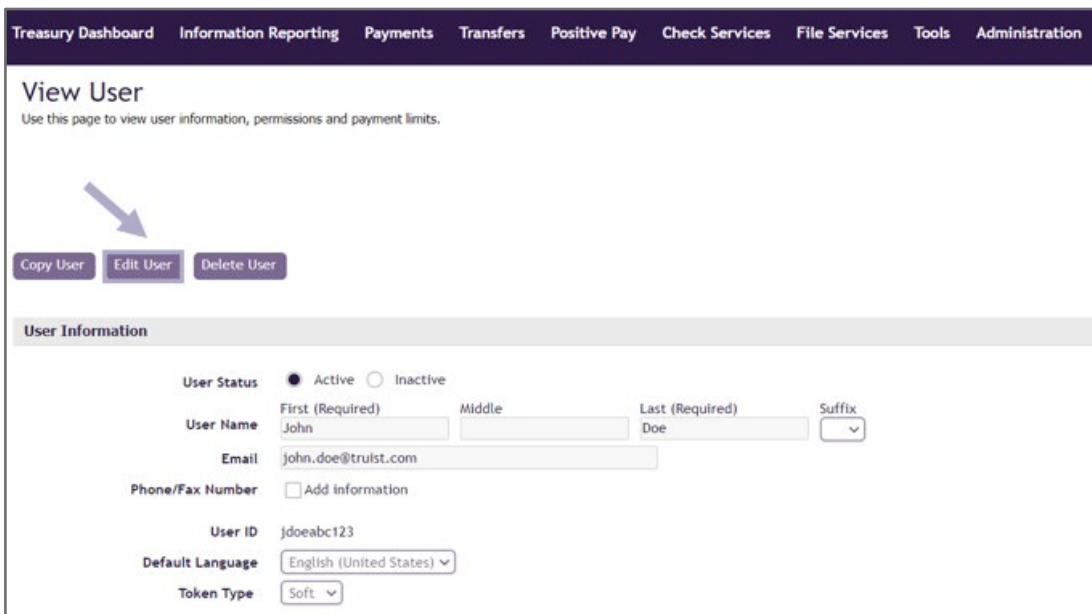 Treasury Dashboard Information Reporting Payments Transfers Positive Pay Check Services File Services Tools Administration
View User
Use this page to view user information, permissions and payment limits.
Copy User Edit User Delete User
User Information
User Status Active Inactive
First (Required) Middle Last (Required) Suffix
User Name John Doe
Email john.doe@truist.com
Phone/Fax Number Add information
User ID jdoeabc123
Default Language English (United States)
Token Type Soft